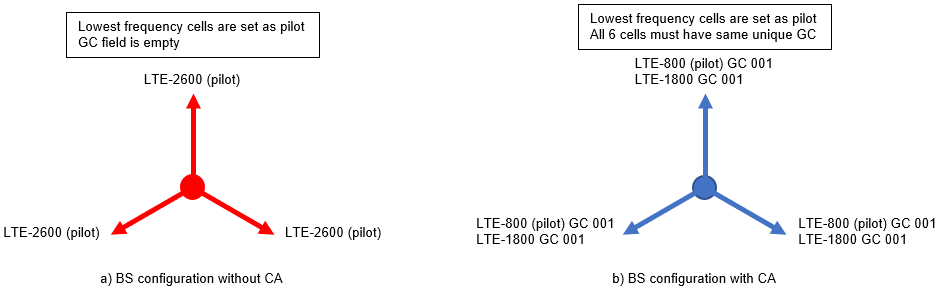 Lowest frequency cells are set as pilot
GC field is empty
LTE-2600 (pilot)
LTE-2600 (pilot)
LTE-2600 (pilot)
a) BS configuration without CA
Lowest frequency cells are set as pilot
All 6 cells must have same unique GC
LTE-800 (pilot) GC 001
LTE-1800 GC 001
LTE-800 (pilot) GC 001
LTE-1800 GC 001
LTE-800 (pilot) GC 001
LTE-1800 GC 001
b) BS configuration with CA